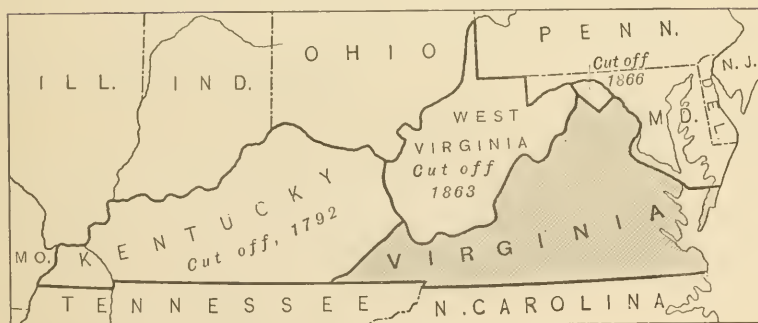 ILL.
IND.
OHIO
PENN.
N. J.
Cut off
1866
DEL.
MD.
WEST
VIRGINIA
Cut off
1863
KENTUCKY
Cut off, 1792
VIRGINIA
MO.
TENNESSEE
N. CAROLINA